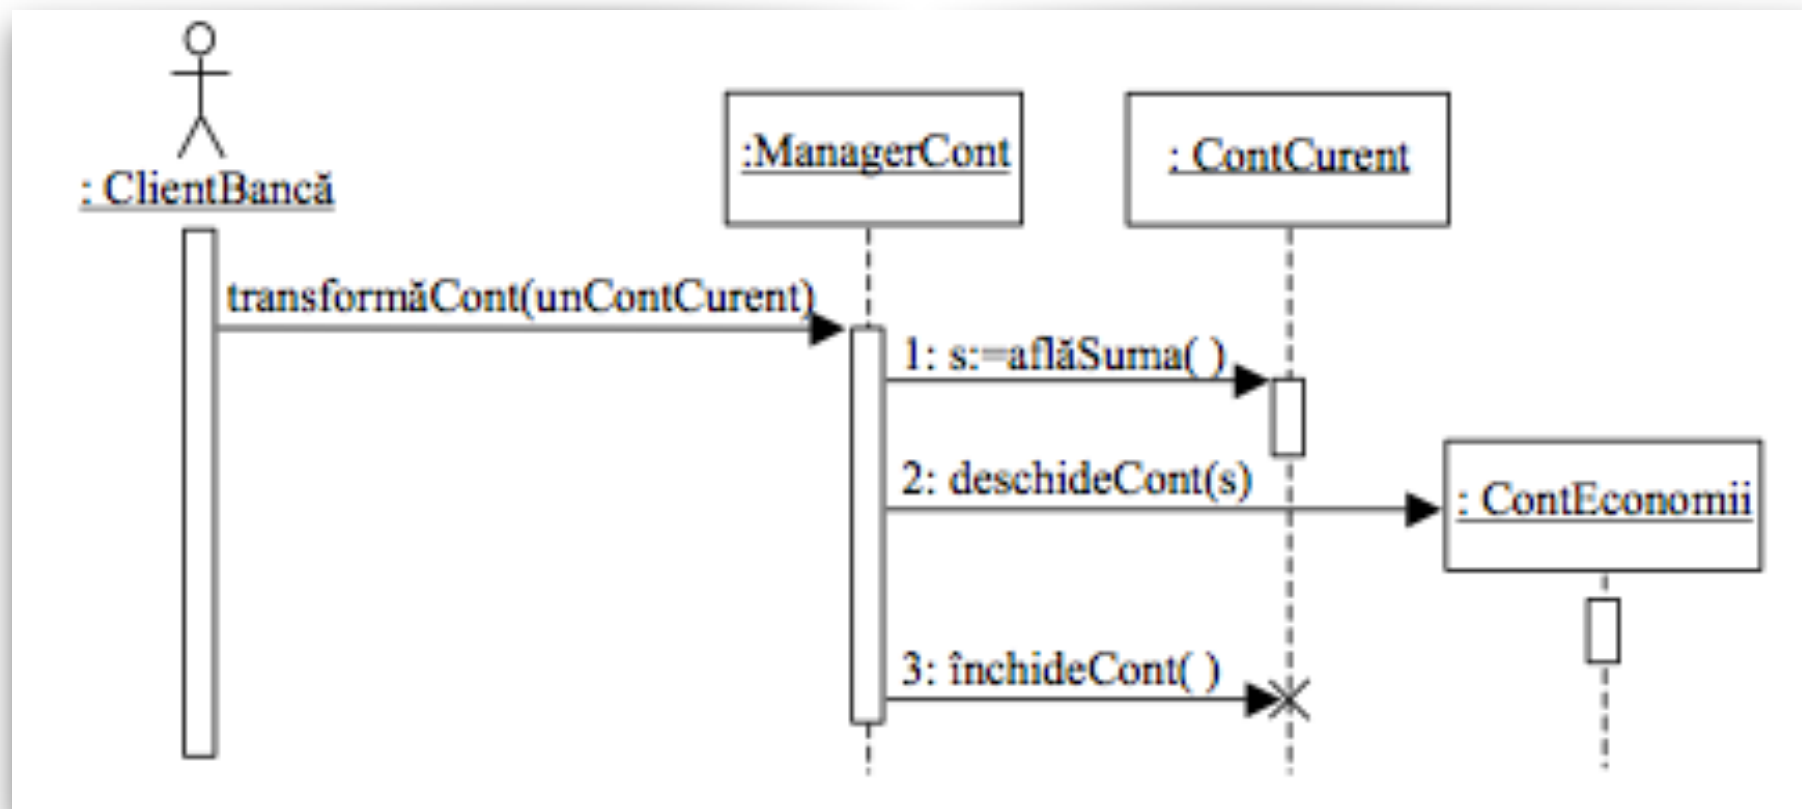 : ClientBancă
:ManagerCont
: ContCurent
transformăCont(unContCurent)
1: s:=aflăSuma( )
2: deschideCont(s)
: ContEconomii
3: închideCont( )